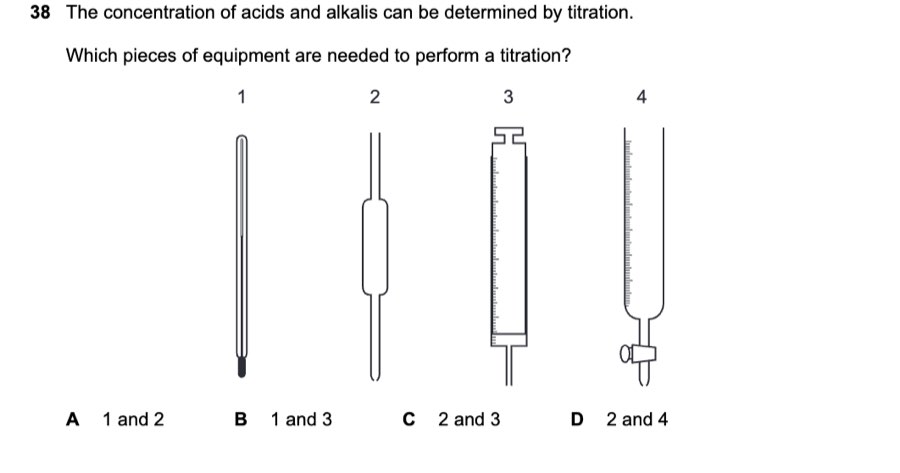 38 The concentration of acids and alkalis can be determined by titration.
Which pieces of equipment are needed to perform a titration?
1 2 3 4
A 1 and 2 B 1 and 3 C 2 and 3 D 2 and 4